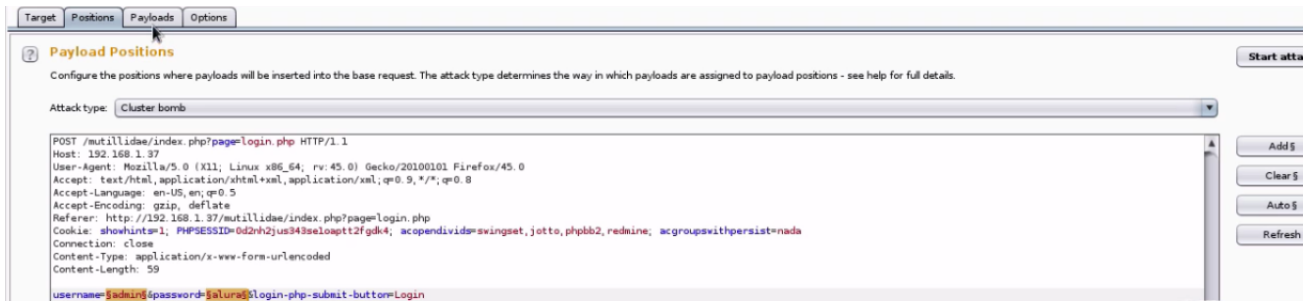 Target Positions Payloads Options
? Payload Positions
Start atta
Configure the positions where payloads will be inserted into the base request. The attack type determines the way in which payloads are assigned to payload positions - see help for full details.
Attack type: Cluster bomb
POST /mutillidae/index.php?page=login.php HTTP/1.1
Host: 192.168.1.37
User-Agent: Mozilla/5.0 (X11; Linux x86_64; rv:45.0) Gecko/20100101 Firefox/45.0
Accept: text/html,application/xhtml+xml,application/xml;q=0.9,*/*;q=0.8
Accept-Language: en-US,en;q=0.5
Accept-Encoding: gzip, deflate
Referer: http://192.168.1.37/mutillidae/index.php?page=login.php
Cookie: showhints=1; PHPSESSID=0d2nh2jus343seloaptt2fgdk4; acopendivids=swingset,jotto,phpbb2,redmine; acgroupswithpersist=nada
Connection: close
Content-Type: application/x-www-form-urlencoded
Content-Length: 59
username=§admin§&password=§alura§&login-php-submit-button=Login
Add §
Clear §
Auto §
Refresh